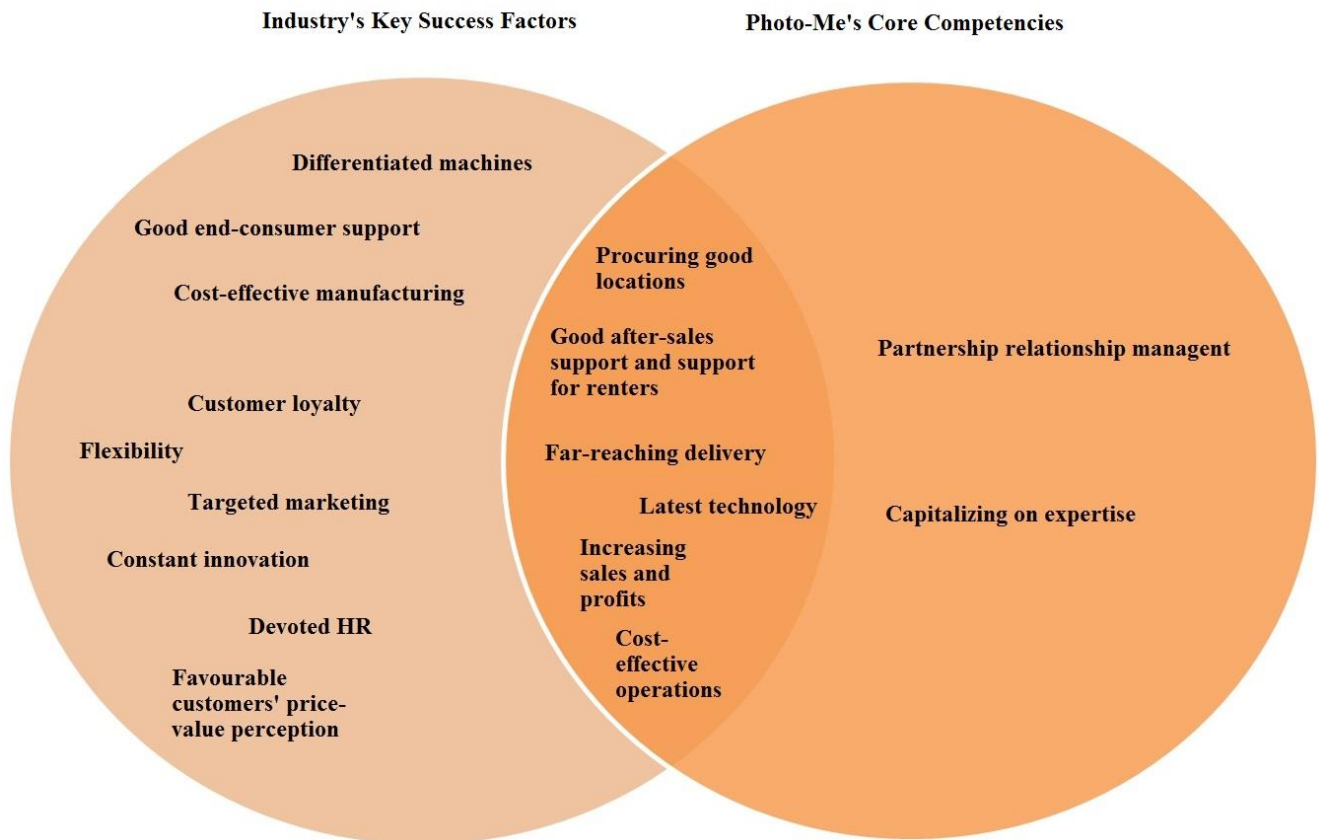 Industry's Key Success Factors
Photo-Me's Core Competencies
Differentiated machines
Good end-consumer support
Cost-effective manufacturing
Customer loyalty
Flexibility
Targeted marketing
Constant innovation
Devoted HR
Favourable
customers' price-
value perception
Procuring good
locations
Good after-sales
support and support
for renters
Far-reaching delivery
Latest technology
Increasing
sales and
profits
Cost-
effective
operations
Partnership relationship managent
Capitalizing on expertise